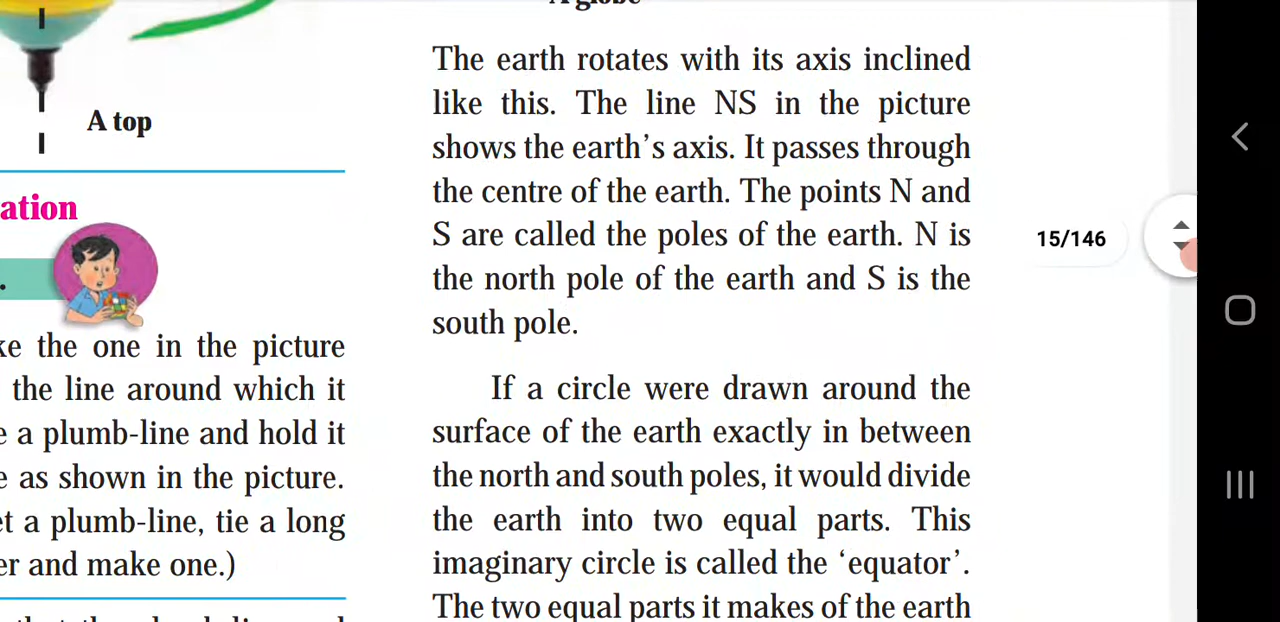 A top
ation
.
ke the one in the picture
the line around which it
e a plumb-line and hold it
e as shown in the picture.
et a plumb-line, tie a long
er and make one.)
A globe
The earth rotates with its axis inclined
like this. The line NS in the picture
shows the earth's axis. It passes through
the centre of the earth. The points N and
S are called the poles of the earth. N is
the north pole of the earth and S is the
south pole.
If a circle were drawn around the
surface of the earth exactly in between
the north and south poles, it would divide
the earth into two equal parts. This
imaginary circle is called the ‘equator’.
The two equal parts it makes of the earth
15/146